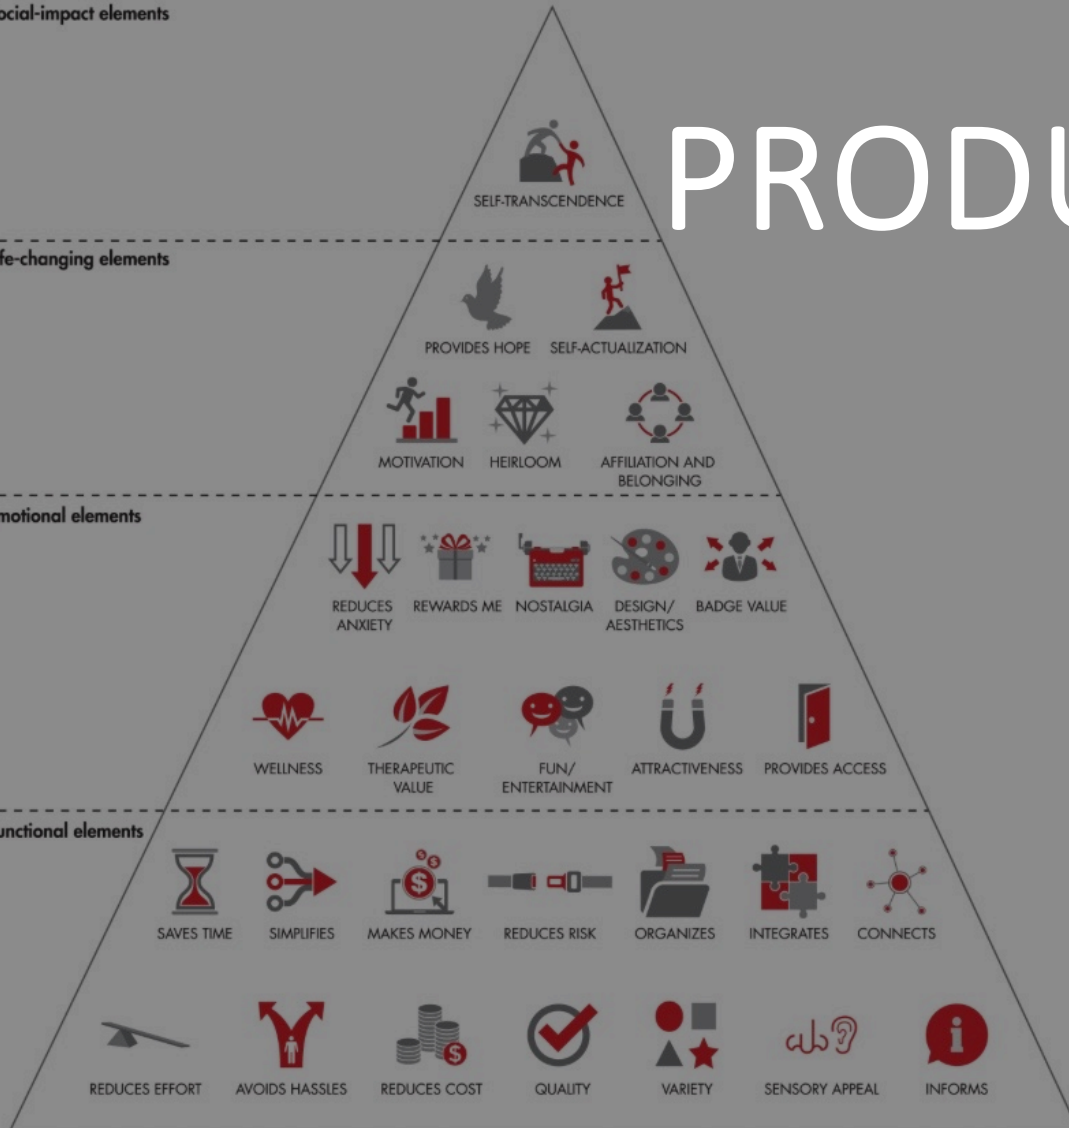 ocial-impact elements
PRODU
SELF-TRANSCENDENCE
fe-changing elements
PROVIDES HOPE SELF-ACTUALIZATION
MOTIVATION HEIRLOOM AFFILIATION AND
BELONGING
motional elements
REDUCES REWARDS ME NOSTALGIA DESIGN/ BADGE VALUE
ANXIETY AESTHETICS
WELLNESS THERAPEUTIC FUN/ ATTRACTIVENESS PROVIDES ACCESS
VALUE ENTERTAINMENT
unctional elements
$ $
$
SAVES TIME SIMPLIFIES MAKES MONEY REDUCES RISK ORGANIZES INTEGRATES CONNECTS
$ i
REDUCES EFFORT AVOIDS HASSLES REDUCES COST QUALITY VARIETY SENSORY APPEAL INFORMS